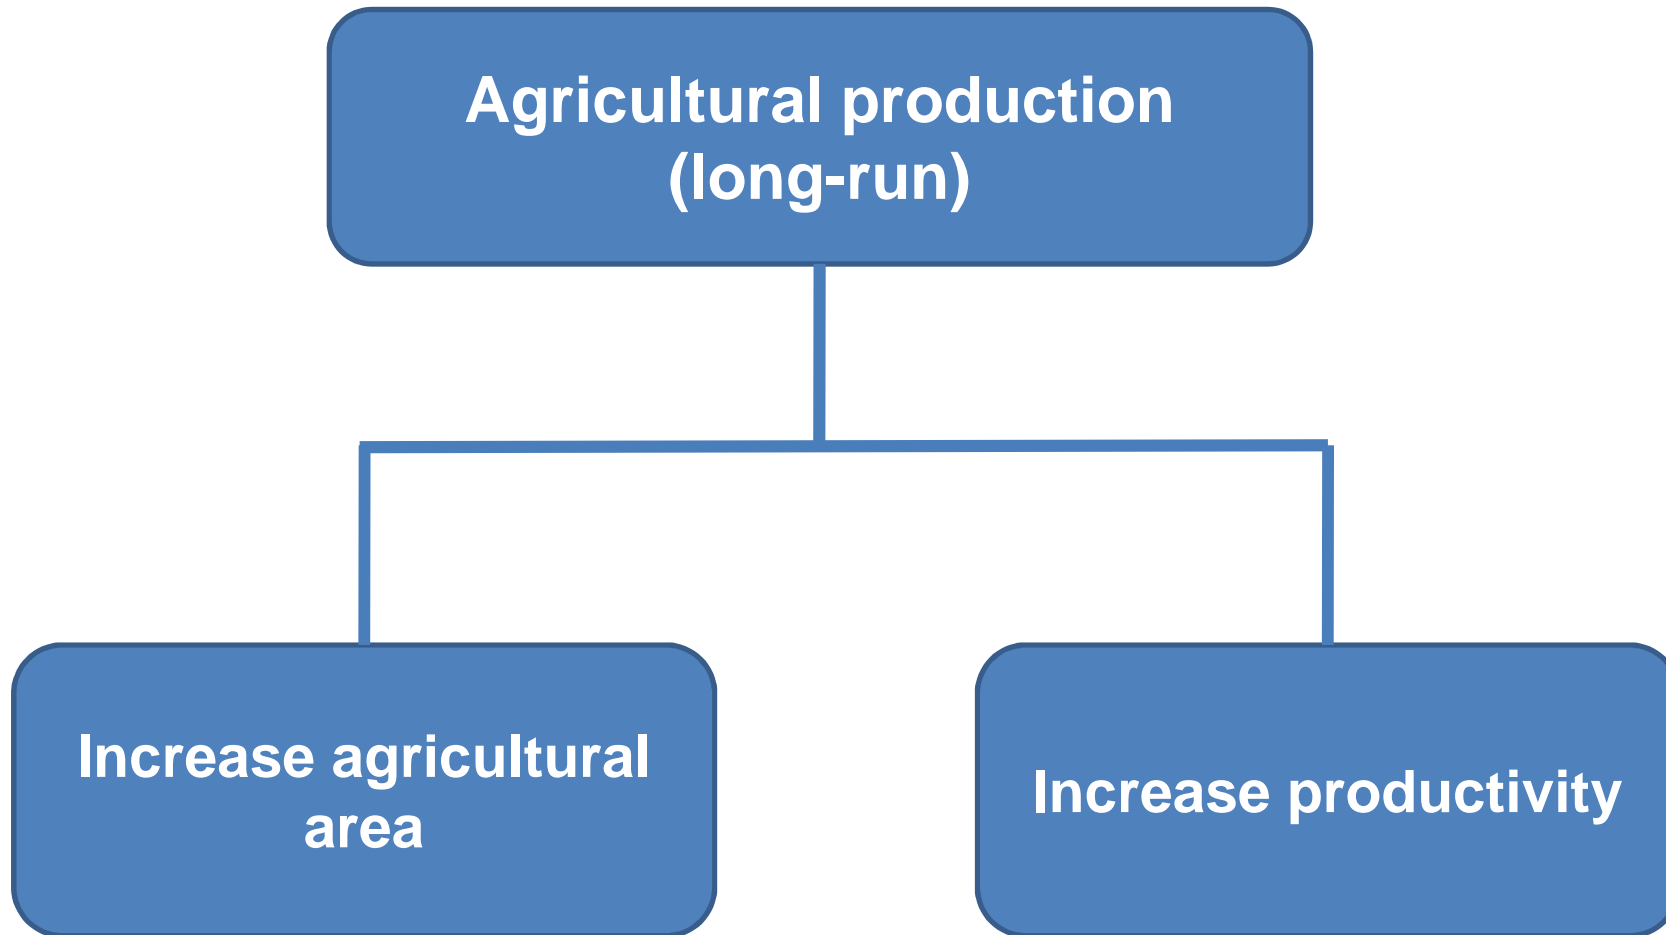 Agricultural production
(long-run)
Increase agricultural
area
Increase productivity